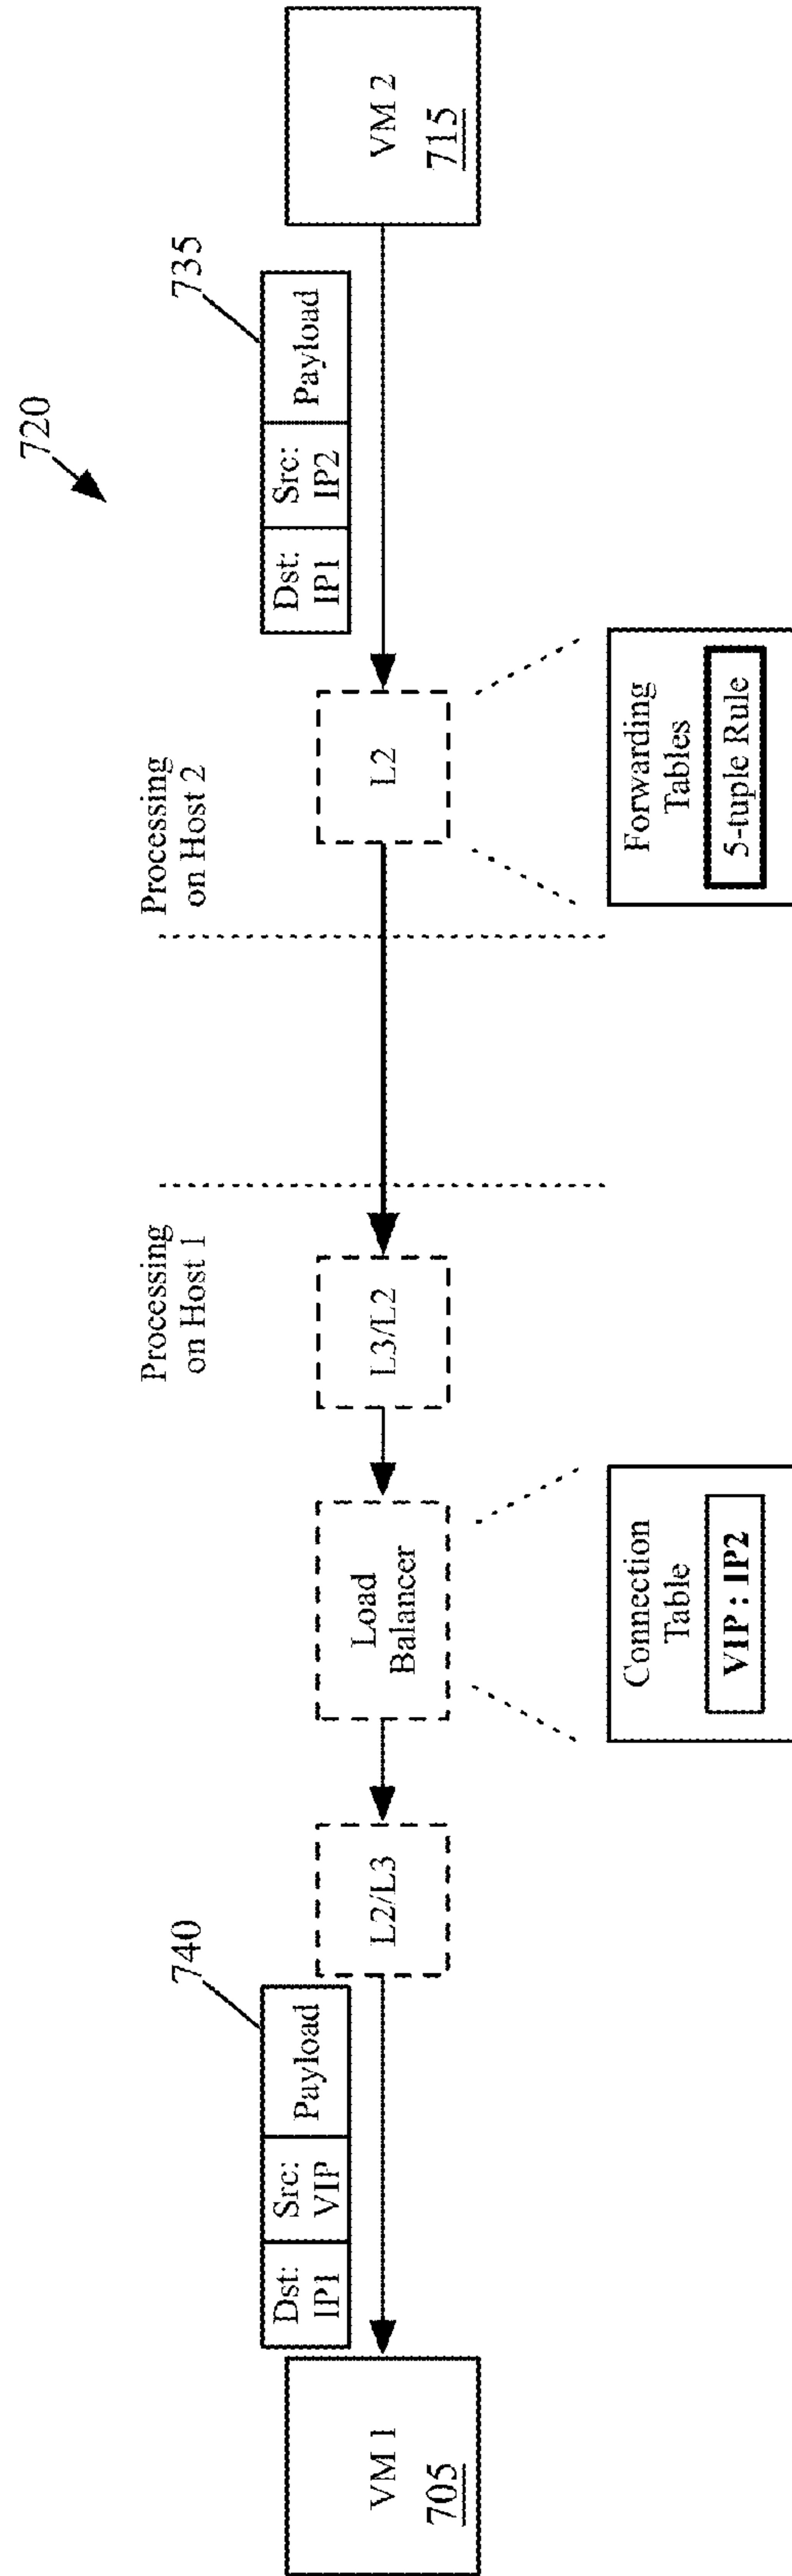 720
Processing
on Host 1
Processing
on Host 2
740
735
Dst:
IP1
Src:
VIP
Payload
Dst:
IP1
Src:
IP2
Payload
VM 1
705
L2/L3
Load
Balancer
L3/L2
L2
VM 2
715
Connection
Table
VIP : IP2
Forwarding
Tables
5-tuple Rule